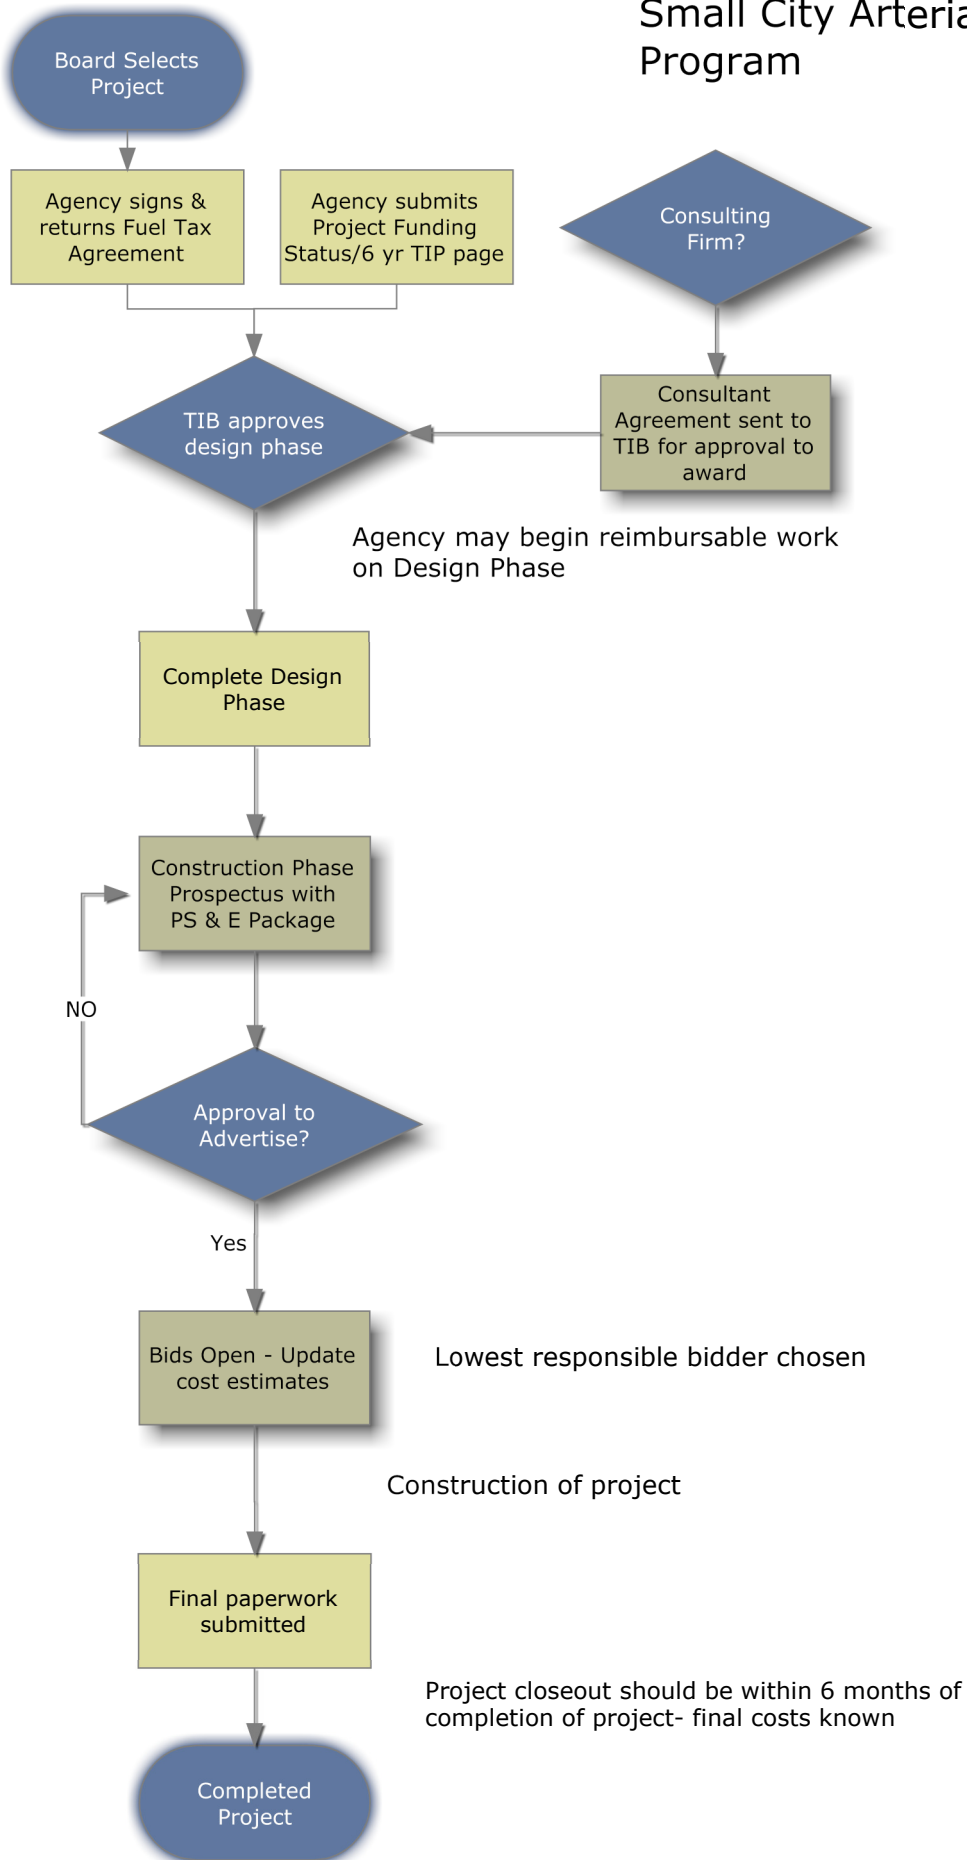 Small City Arteria
Program
Board Selects
Project
Agency signs &
returns Fuel Tax
Agreement
Agency submits
Project Funding
Status/6 yr TIP page
Consulting
Firm?
TIB approves
design phase
Consultant
Agreement sent to
TIB for approval to
award
Agency may begin reimbursable work
on Design Phase
Complete Design
Phase
Construction Phase
Prospectus with
PS & E Package
NO
Approval to
Advertise?
Yes
Bids Open - Update
cost estimates
Lowest responsible bidder chosen
Construction of project
Final paperwork
submitted
Project closeout should be within 6 months of
completion of project- final costs known
Completed
Project